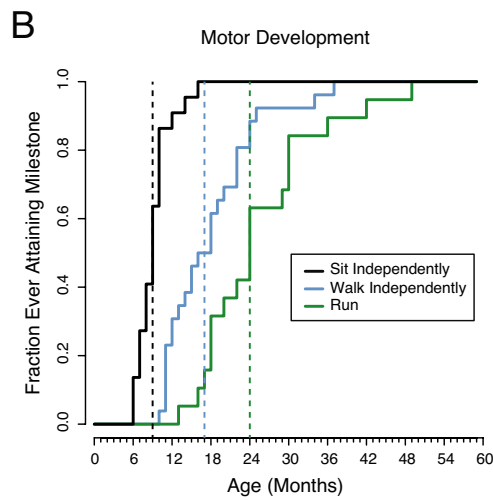 B
Motor Development
Fraction Ever Attaining Milestone
1.0
0.8
0.6
0.4
0.2
0.0
Sit Independently
Walk Independently
Run
0 6 12 18 24 30 36 42 48 54 60
Age (Months)